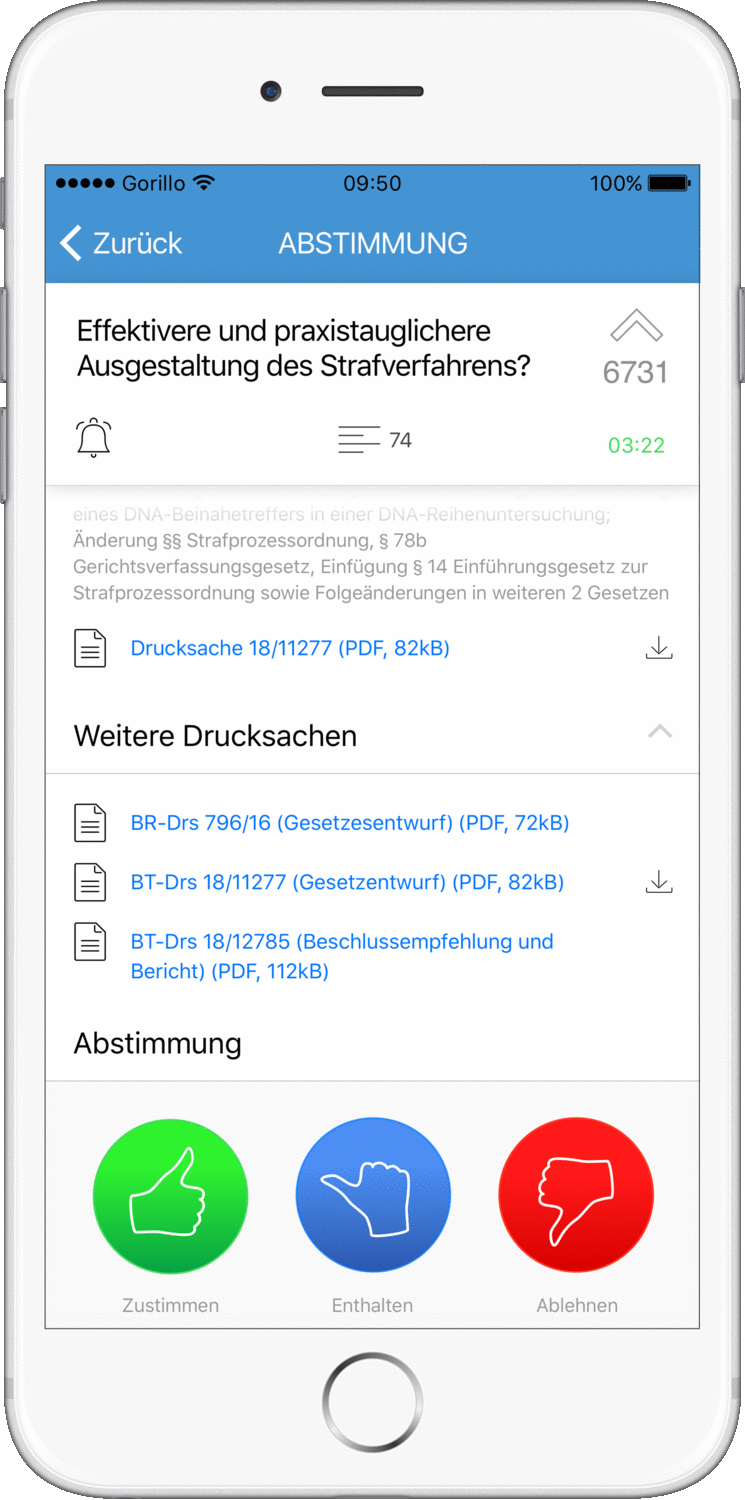 Gorillo 09:50 100%
Zurück ABSTIMMUNG
Effektivere und praxistauglichere
Ausgestaltung des Strafverfahrens?
6731
74
03:22
eines DNA-Beinahetreffers in einer DNA-Reihenuntersuchung;
Änderung §§ Strafprozessordnung, § 78b
Gerichtsverfassungsgesetz, Einfügung § 14 Einführungsgesetz zur
Strafprozessordnung sowie Folgeänderungen in weiteren 2 Gesetzen
Drucksache 18/11277 (PDF, 82kB)
Weitere Drucksachen
BR-Drs 796/16 (Gesetzesentwurf) (PDF, 72kB)
BT-Drs 18/11277 (Gesetzentwurf) (PDF, 82kB)
BT-Drs 18/12785 (Beschlussempfehlung und
Bericht) (PDF, 112kB)
Abstimmung
Zustimmen Enthalten Ablehnen